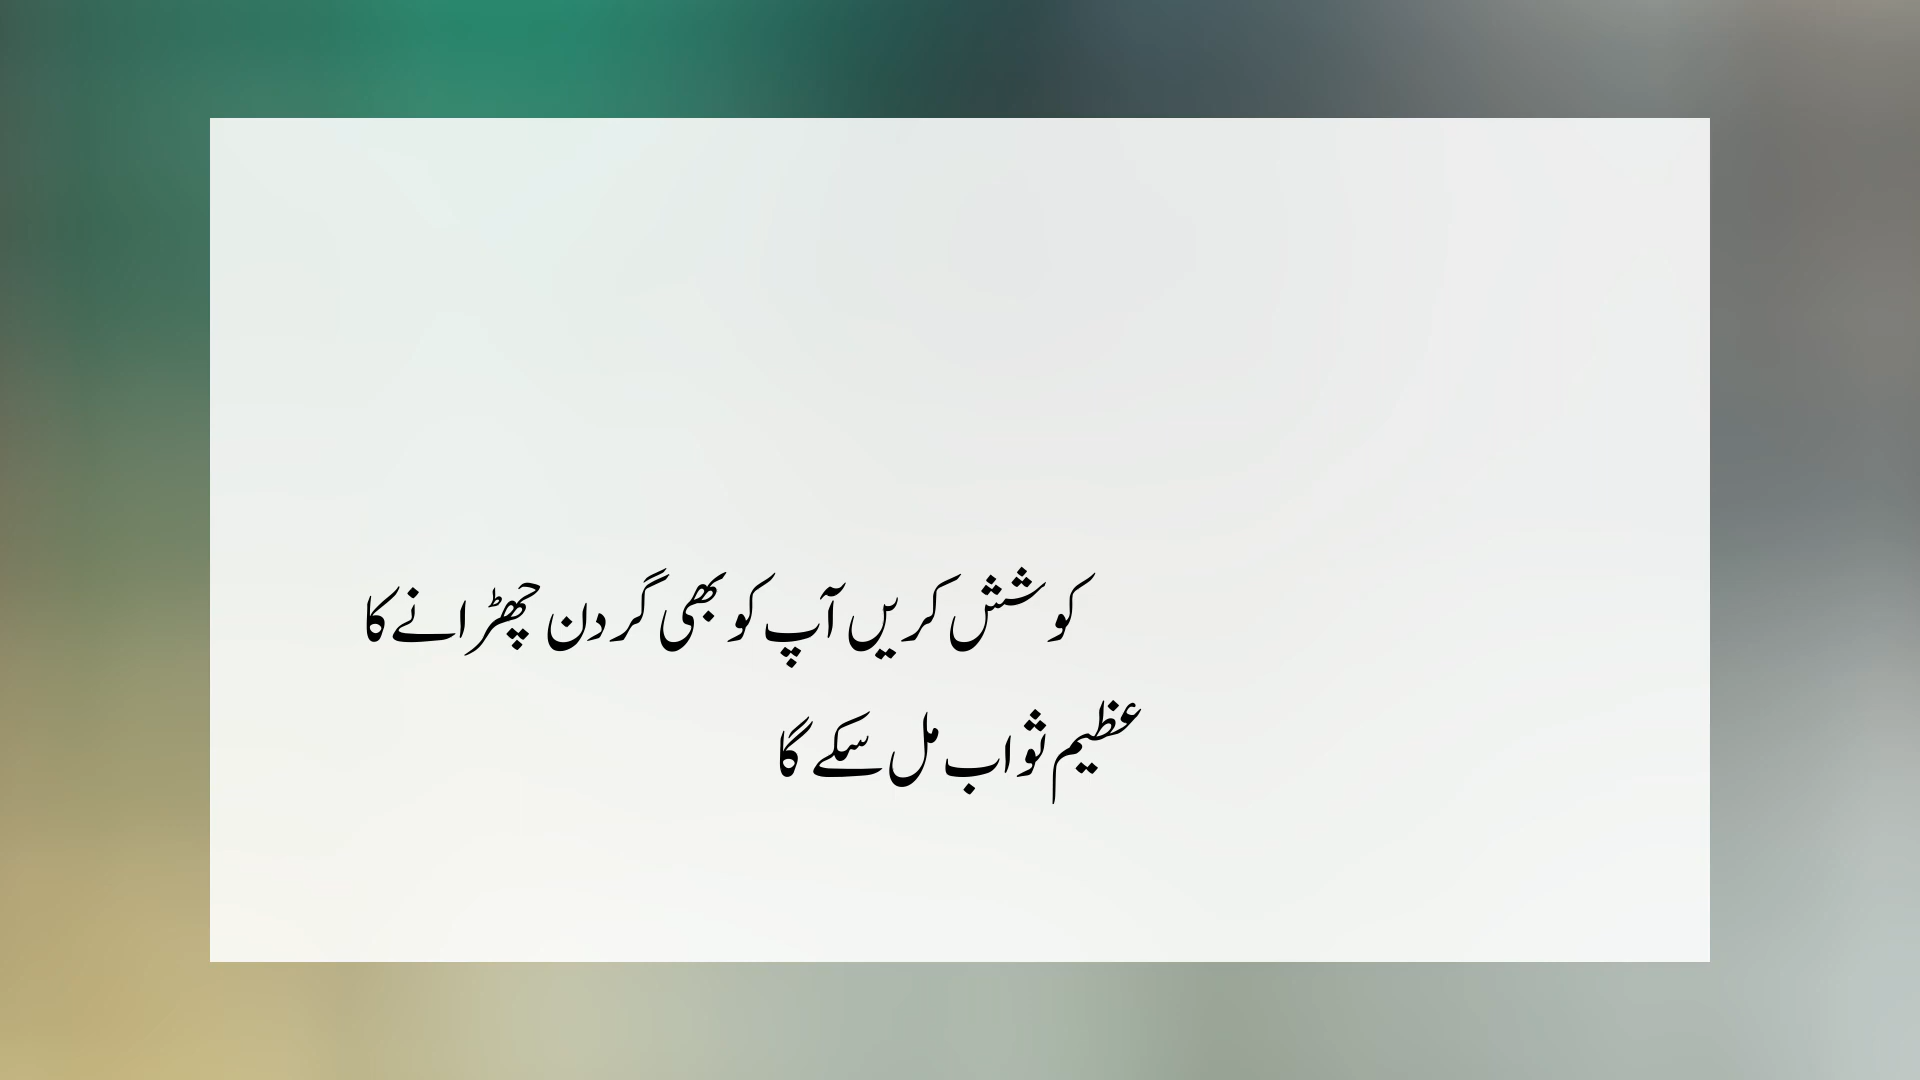 کوشش کریں آپ کو بھی گردن چھڑانے کا
عظیم ثواب مل سکے گا